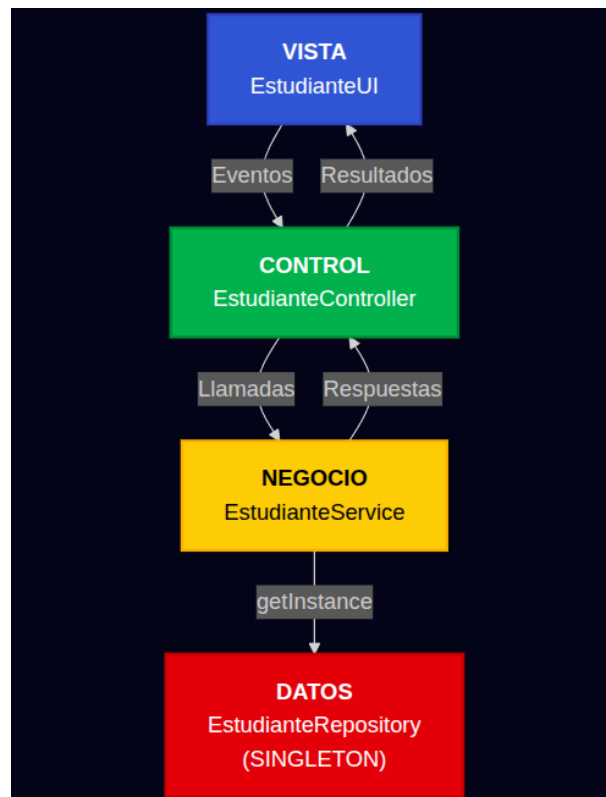 VISTA
EstudianteUI
Eventos
Resultados
CONTROL
EstudianteController
Llamadas
Respuestas
NEGOCIO
EstudianteService
getInstance
DATOS
EstudianteRepository
(SINGLETON)